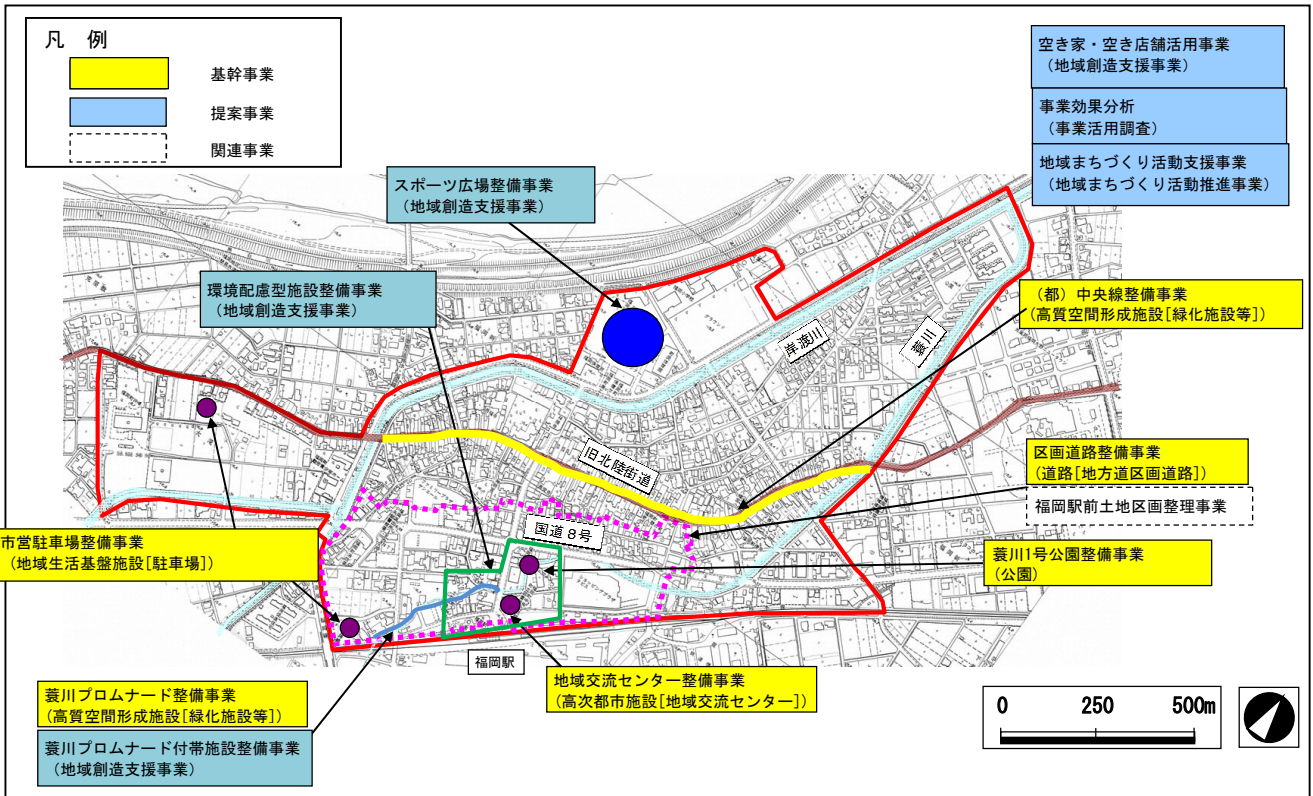 凡 例
基幹事業
提案事業
関連事業
空き家・空き店舗活用事業
（地域創造支援事業）
事業効果分析
（事業活用調査）
地域まちづくり活動支援事業
（地域まちづくり活動推進事業）
スポーツ広場整備事業
（地域創造支援事業）
環境配慮型施設整備事業
（地域創造支援事業）
（都）中央線整備事業
（高質空間形成施設[緑化施設等]）
岸渡川
蓑川
旧北陸街道
区画道路整備事業
（道路[地方道区画道路]）
福岡駅前土地区画整理事業
国道８号
市営駐車場整備事業
（地域生活基盤施設[駐車場]）
蓑川1号公園整備事業
（公園）
福岡駅
地域交流センター整備事業
（高次都市施設[地域交流センター]）
蓑川プロムナード整備事業
（高質空間形成施設[緑化施設等]）
蓑川プロムナード付帯施設整備事業
（地域創造支援事業）
0 250 500m